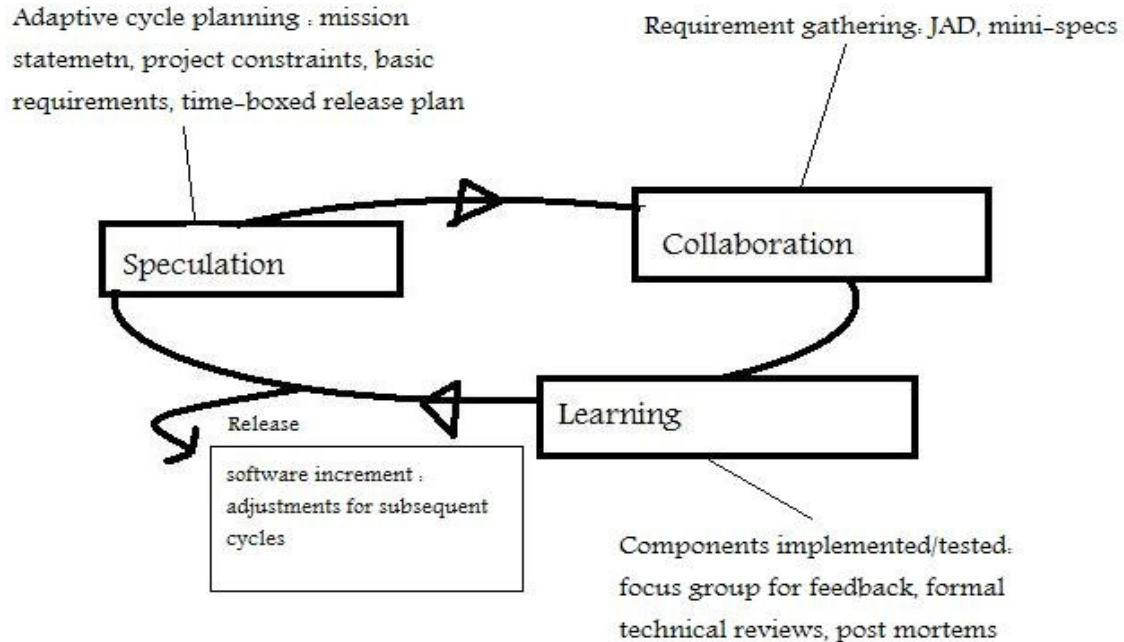 Adaptive cycle planning : mission
statemetn, project constraints, basic
requirements, time-boxed release plan
Requirement gathering: JAD, mini-specs
Speculation
Collaboration
Learning
Release
software increment :
adjustments for subsequent
cycles
Components implemented/tested:
focus group for feedback, formal
technical reviews, post mortems